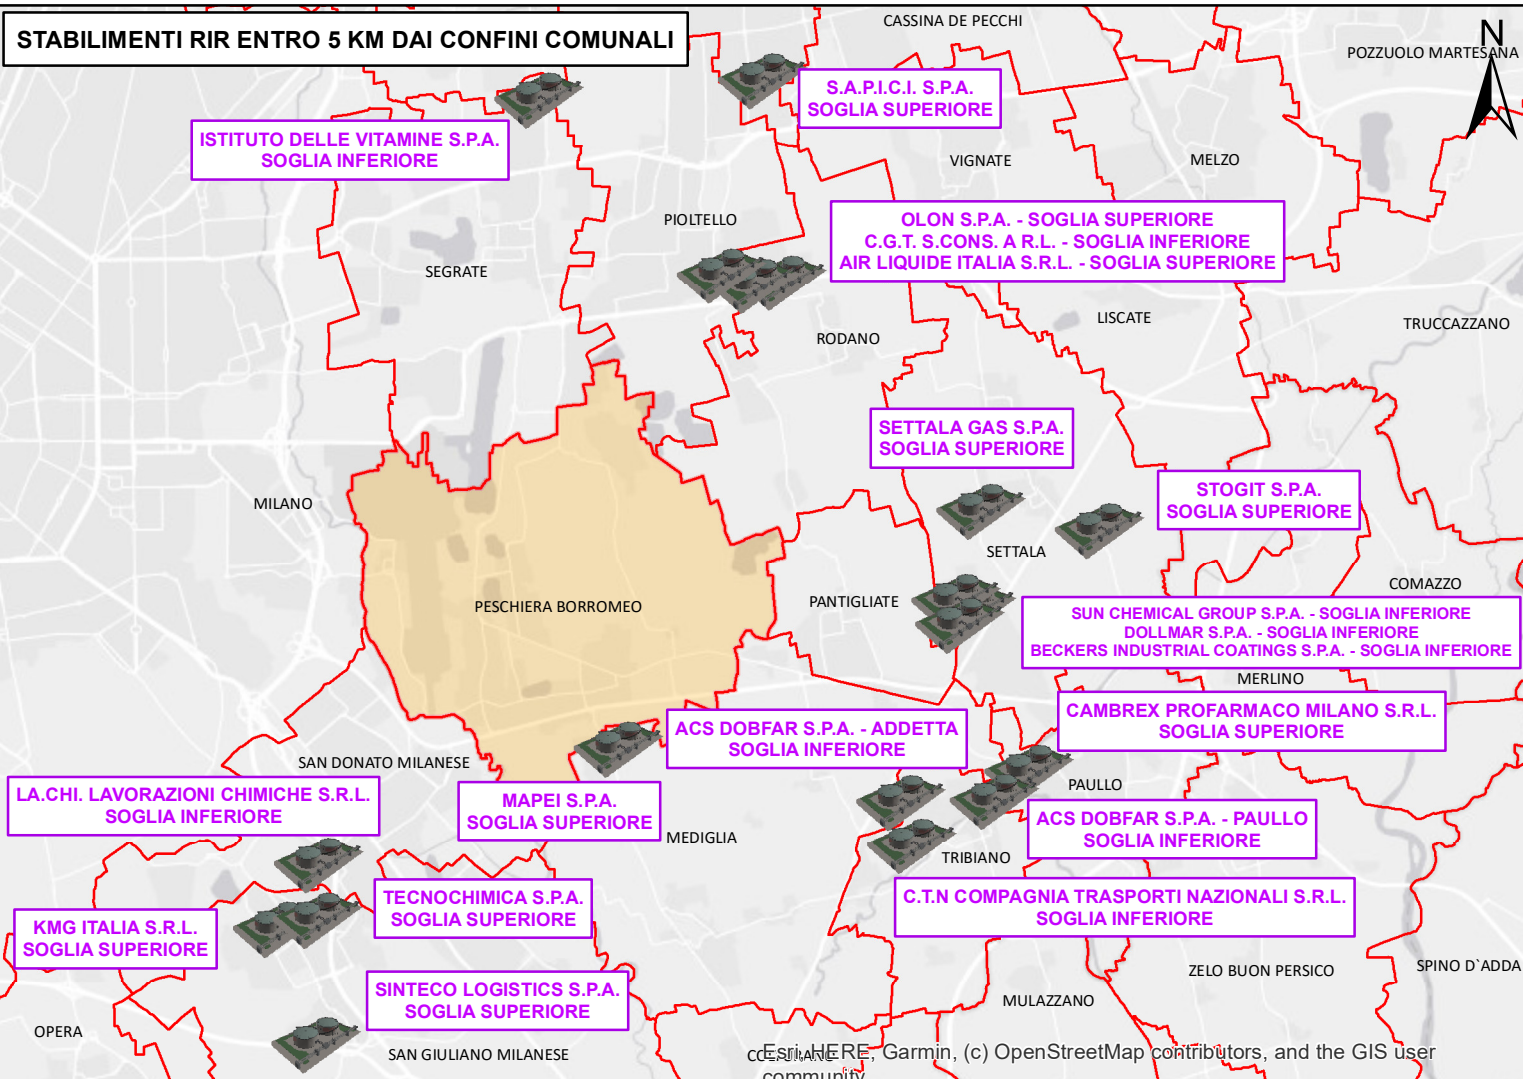 STABILIMENTI RIR ENTRO 5 KM DAI CONFINI COMUNALI
CASSINA DE PECCHI
N
POZZUOLO MARTESANA
S.A.P.I.C.I. S.P.A.
SOGLIA SUPERIORE
ISTITUTO DELLE VITAMINE S.P.A.
SOGLIA INFERIORE
VIGNATE
MELZO
PIOLTELLO
OLON S.P.A. - SOGLIA SUPERIORE
C.G.T. S.CONS. A R.L. - SOGLIA INFERIORE
AIR LIQUIDE ITALIA S.R.L. - SOGLIA SUPERIORE
SEGRATE
LISCATE
TRUCCAZZANO
RODANO
SETTALA GAS S.P.A.
SOGLIA SUPERIORE
STOGIT S.P.A.
SOGLIA SUPERIORE
MILANO
SETTALA
COMAZZO
PESCHIERA BORROMEO
PANTIGLIATE
SUN CHEMICAL GROUP S.P.A. - SOGLIA INFERIORE
DOLLMAR S.P.A. - SOGLIA INFERIORE
BECKERS INDUSTRIAL COATINGS S.P.A. - SOGLIA INFERIORE
MERLINO
CAMBREX PROFARMACO MILANO S.R.L.
SOGLIA SUPERIORE
ACS DOBFAR S.P.A. - ADDETTA
SOGLIA INFERIORE
SAN DONATO MILANESE
PAULLO
LA.CHI. LAVORAZIONI CHIMICHE S.R.L.
SOGLIA INFERIORE
MAPEI S.P.A.
SOGLIA SUPERIORE
MEDIGLIA
ACS DOBFAR S.P.A. - PAULLO
SOGLIA INFERIORE
TRIBIANO
TECNOCHIMICA S.P.A.
SOGLIA SUPERIORE
C.T.N COMPAGNIA TRASPORTI NAZIONALI S.R.L.
SOGLIA INFERIORE
KMG ITALIA S.R.L.
SOGLIA SUPERIORE
ZELO BUON PERSICO
SPINO D`ADDA
SINTECO LOGISTICS S.P.A.
SOGLIA SUPERIORE
MULAZZANO
OPERA
SAN GIULIANO MILANESE
Esri, HERE, Garmin, (c) OpenStreetMap contributors, and the GIS user
community